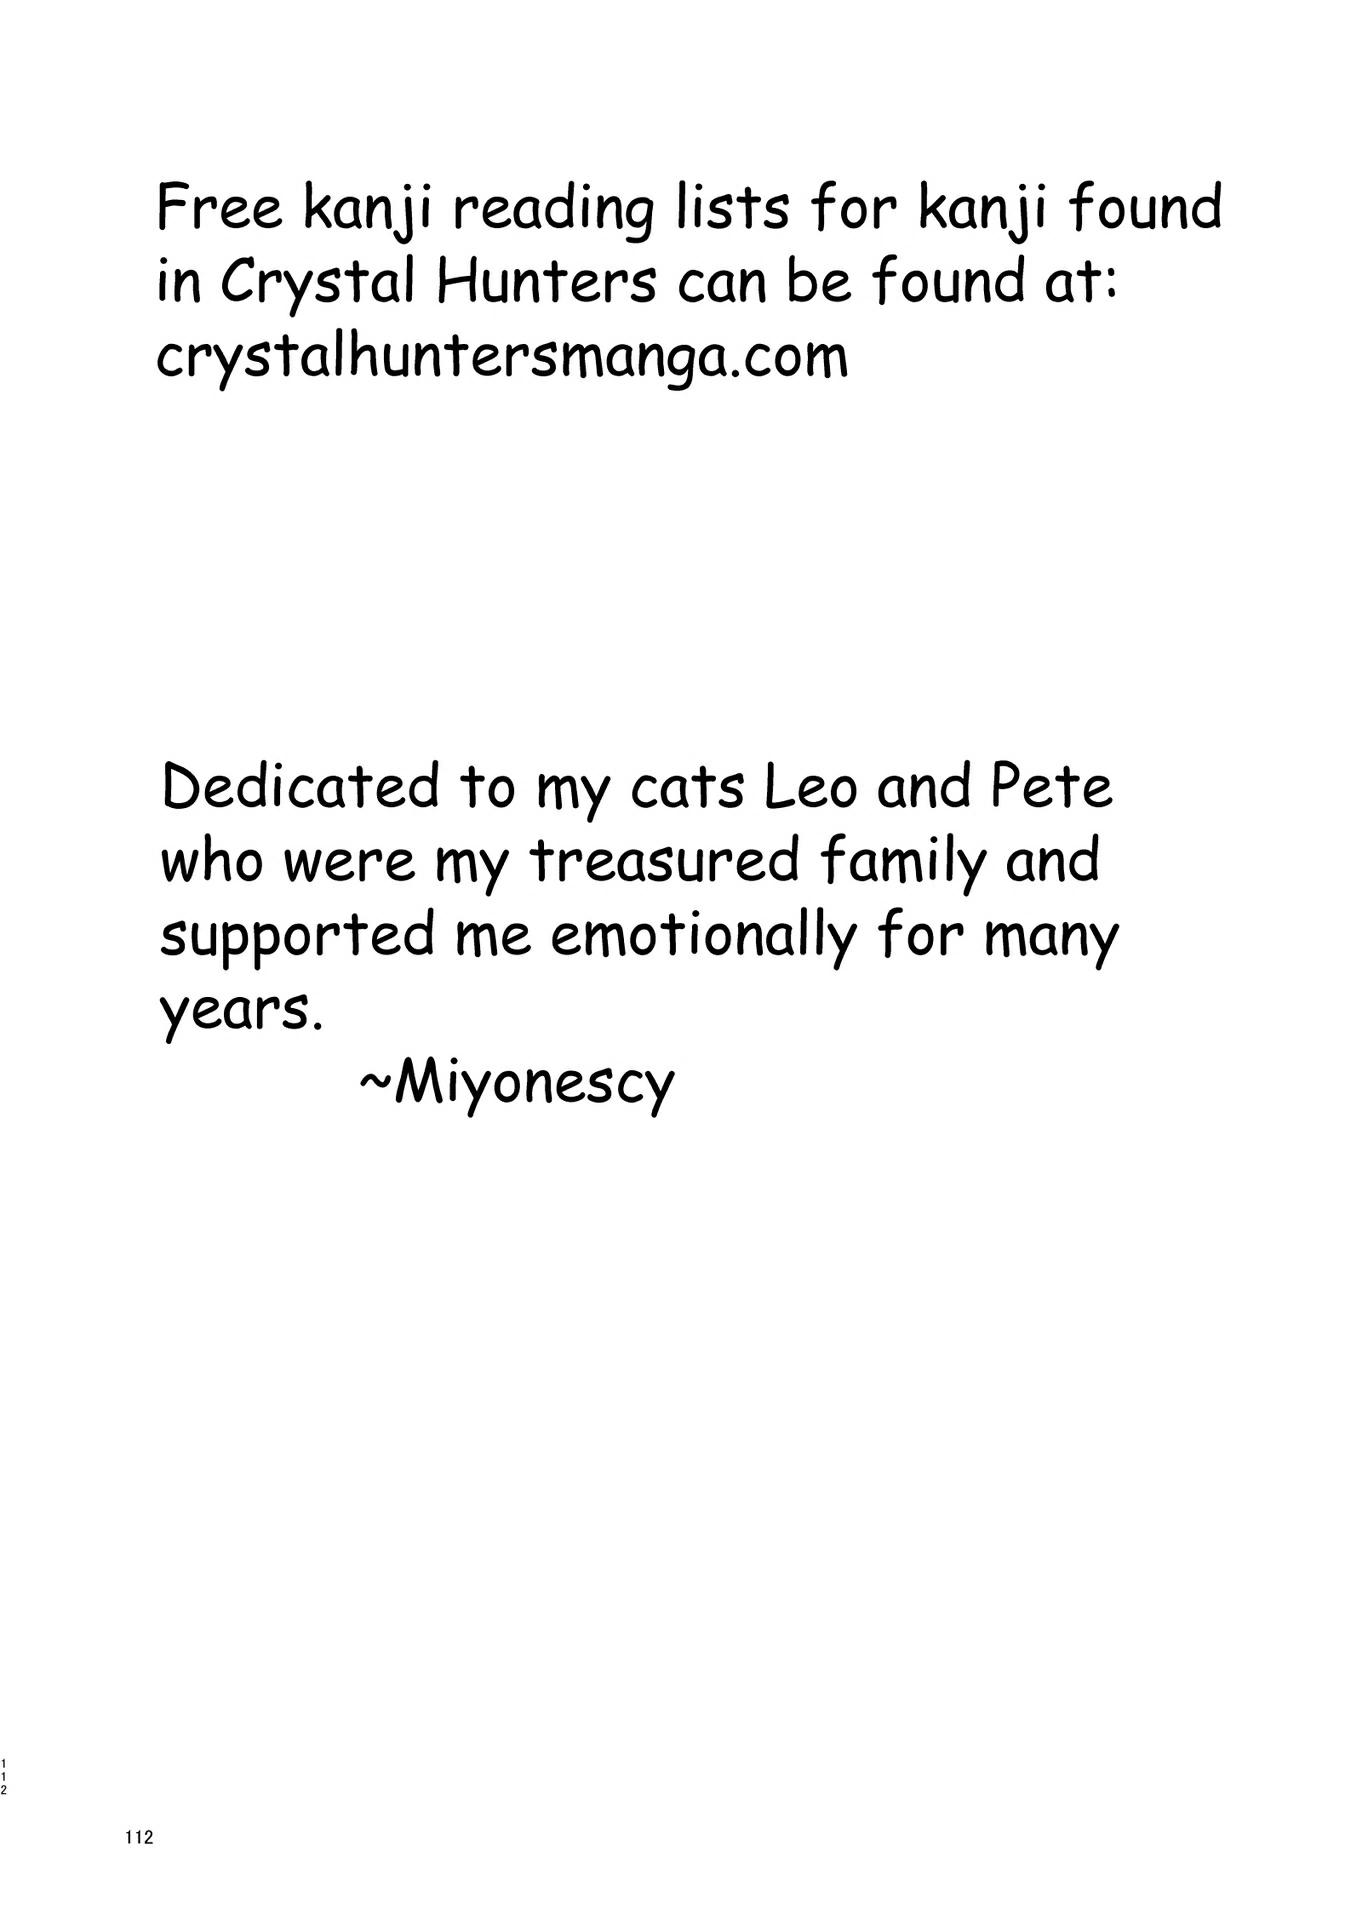 Free kanji reading lists for kanji found
in Crystal Hunters can be found at:
crystalhuntersmanga.com
Dedicated to my cats Leo and Pete
who were my treasured family and
supported me emotionally for many
years.
~Miyonescy
112
112